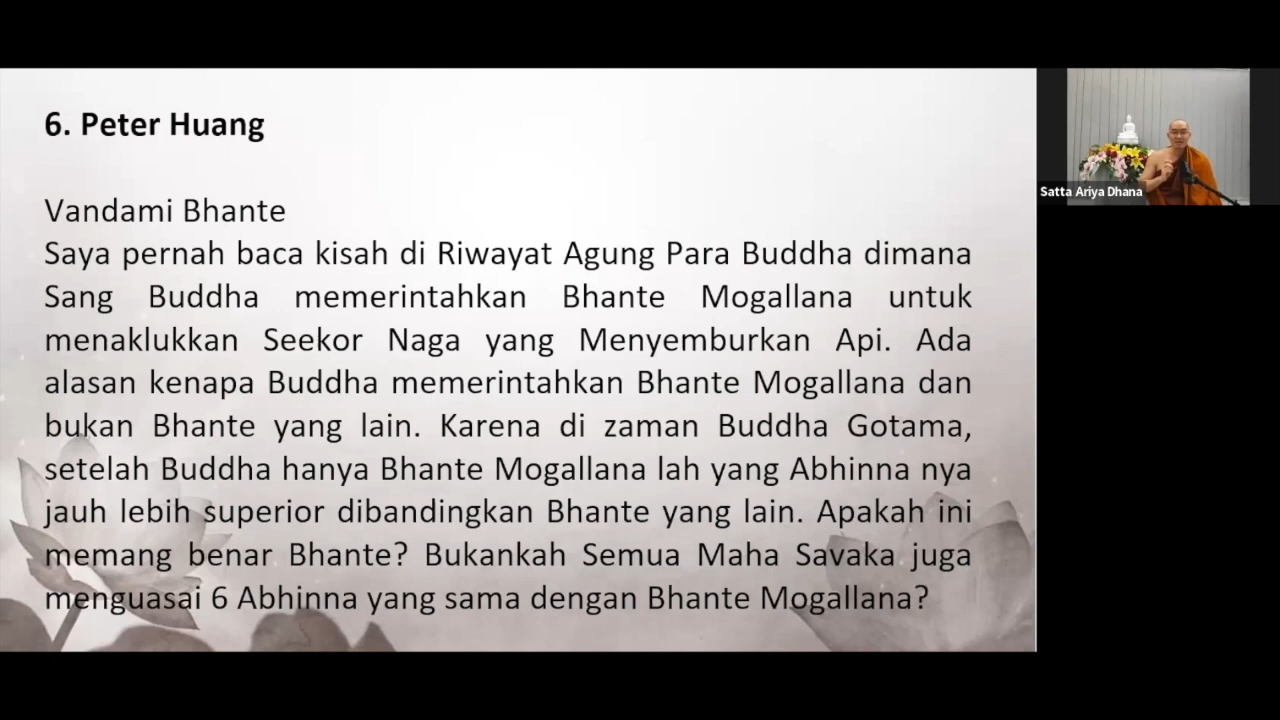 6. Peter Huang
Vandami Bhante
Saya pernah baca kisah di Riwayat Agung Para Buddha dimana
Sang Buddha memerintahkan Bhante Mogallana untuk
menaklukkan Seekor Naga yang Menyemburkan Api. Ada
alasan kenapa Buddha memerintahkan Bhante Mogallana dan
bukan Bhante yang lain. Karena di zaman Buddha Gotama,
setelah Buddha hanya Bhante Mogallana lah yang Abhinna nya
jauh lebih superior dibandingkan Bhante yang lain. Apakah ini
memang benar Bhante? Bukankah Semua Maha Savaka juga
menguasai 6 Abhinna yang sama dengan Bhante Mogallana?
Satta Ariya Dhana